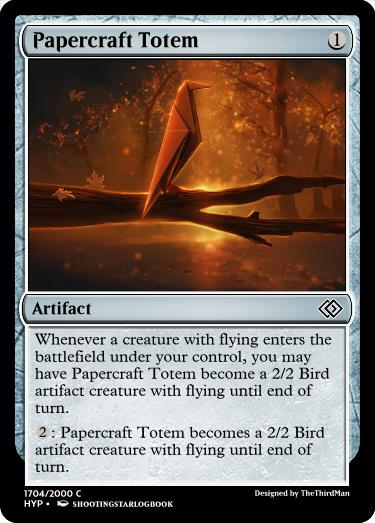 Papercraft Totem 1
Artifact
Whenever a creature with flying enters the
battlefield under your control, you may
have Papercraft Totem become a 2/2 Bird
artifact creature with flying until end of
turn.
2 : Papercraft Totem becomes a 2/2 Bird
artifact creature with flying until end of
turn.
1704/2000 C
HYP • SHOOTINGSTARLOGBOOK
Designed by TheThirdMan